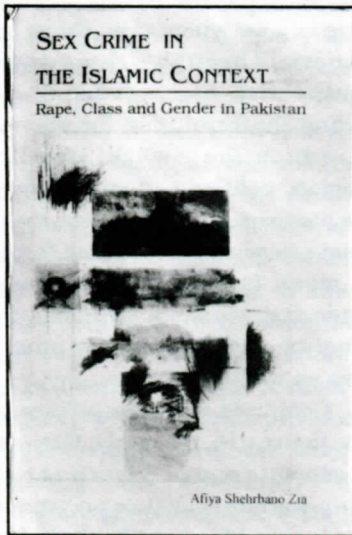 SEX CRIME IN
THE ISLAMIC CONTEXT
Rape, Class and Gender in Pakistan
Afiya Shehrbano Zia